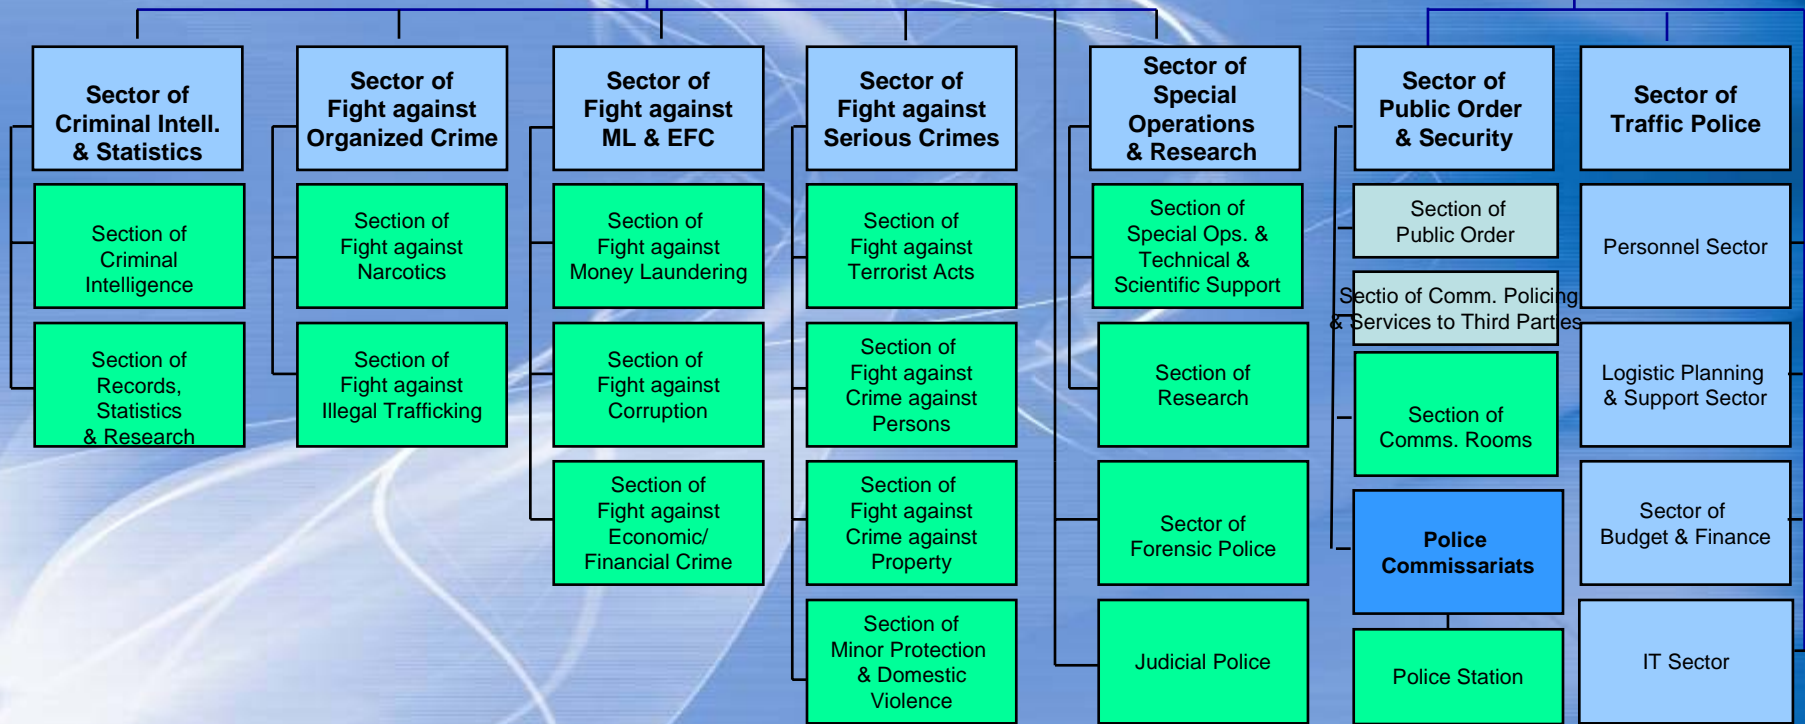 Sector of
Criminal Intell.
& Statistics
Section of
Criminal
Intelligence
Section of
Records,
Statistics
& Research
Sector of
Fight against
Organized Crime
Section of
Fight against
Narcotics
Section of
Fight against
Illegal Trafficking
Sector of
Fight against
ML & EFC
Section of
Fight against
Money Laundering
Section of
Fight against
Corruption
Section of
Fight against
Economic/
Financial Crime
Sector of
Fight against
Serious Crimes
Section of
Fight against
Terrorist Acts
Section of
Fight against
Crime against
Persons
Section of
Fight against
Crime against
Property
Section of
Minor Protection
& Domestic
Violence
Sector of
Special
Operations
& Research
Section of
Special Ops. &
Technical &
Scientific Support
Section of
Research
Sector of
Forensic Police
Judicial Police
Sector of
Public Order
& Security
Section of
Public Order
Sectio of Comm. Policing
& Services to Third Parties
Section of
Comms. Rooms
Police
Commissariats
Police Station
Sector of
Traffic Police
Personnel Sector
Logistic Planning
& Support Sector
Sector of
Budget & Finance
IT Sector